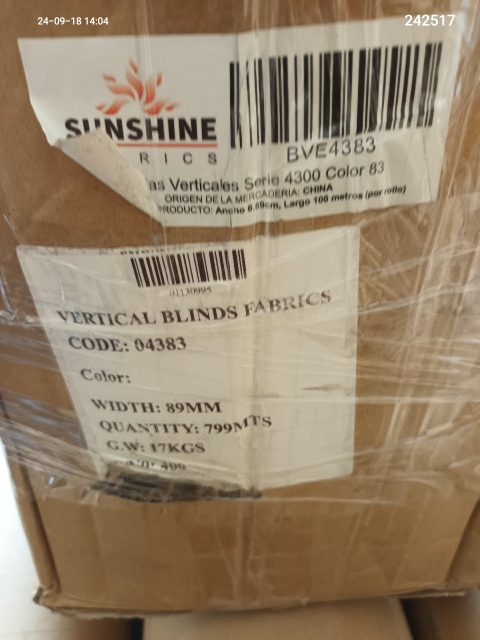 24-09-18 14:04
242517
SUNSHINE
RICS
BVE4383
as Verticales Serie 4300 Color 83
ORIGEN DE LA MERCADERIA: CHINA
PRODUCTO: Ancho 0.89cm, Largo 100 metros (por rollo)
01130995
VERTICAL BLINDS FABRICS
CODE: 04383
Color:
WIDTH: 89MM
QUANTITY: 799MTS
G.W: 17KGS